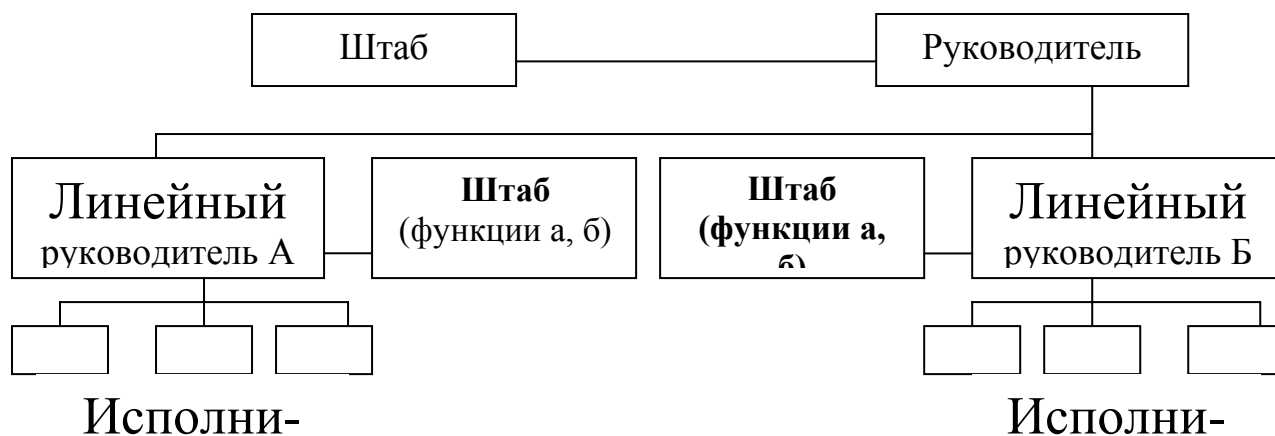 Штаб
Руководитель
Линейный
руководитель А
Штаб
(функции а, б)
Штаб
(функции а,
б)
Линейный
руководитель Б
Исполни-
Исполни-